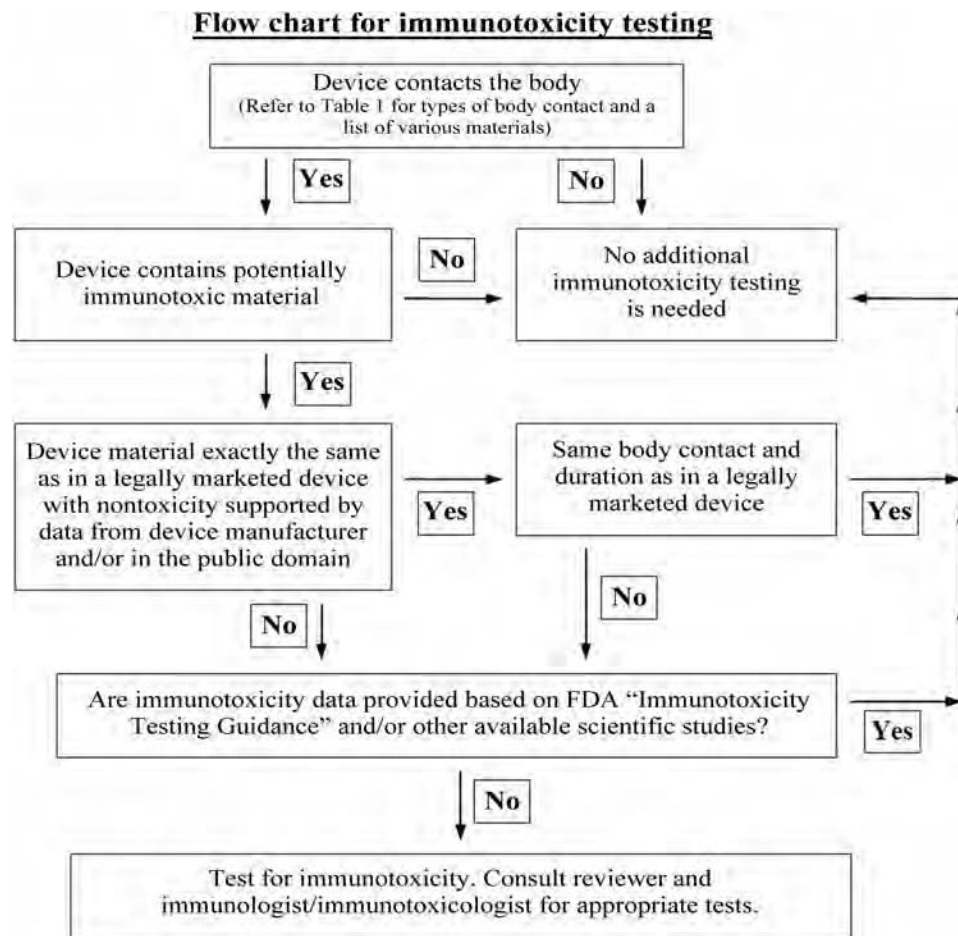 Flow chart for immunotoxicity testing
Device contacts the body
(Refer to Table 1 for types of body contact and a
list of various materials)
Yes
No
Device contains potentially
immunotoxic material
No
No additional
immunotoxicity testing
is needed
Yes
Device material exactly the same
as in a legally marketed device
with nontoxicity supported by
data from device manufacturer
and/or in the public domain
Yes
Same body contact and
duration as in a legally
marketed device
Yes
No
No
Are immunotoxicity data provided based on FDA “Immunotoxicity
Testing Guidance” and/or other available scientific studies?
Yes
No
Test for immunotoxicity. Consult reviewer and
immunologist/immunotoxicologist for appropriate tests.